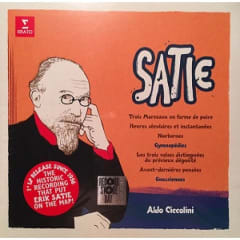 ERATO
SATIE
Trois Morceaux en forme de poire
Heures séculaires et instantanées
Nocturnes
Gymnopédies
Les trois valses distinguées
du précieux dégoûté
Avant-dernières pensées
Gnossiennes
1st LP RELEASE SINCE 1956
THE HISTORIC
RECORDING THAT
PUT
ERIK SATIE
ON THE MAP!
RECORD
STORE
DAY
Aldo Ciccolini